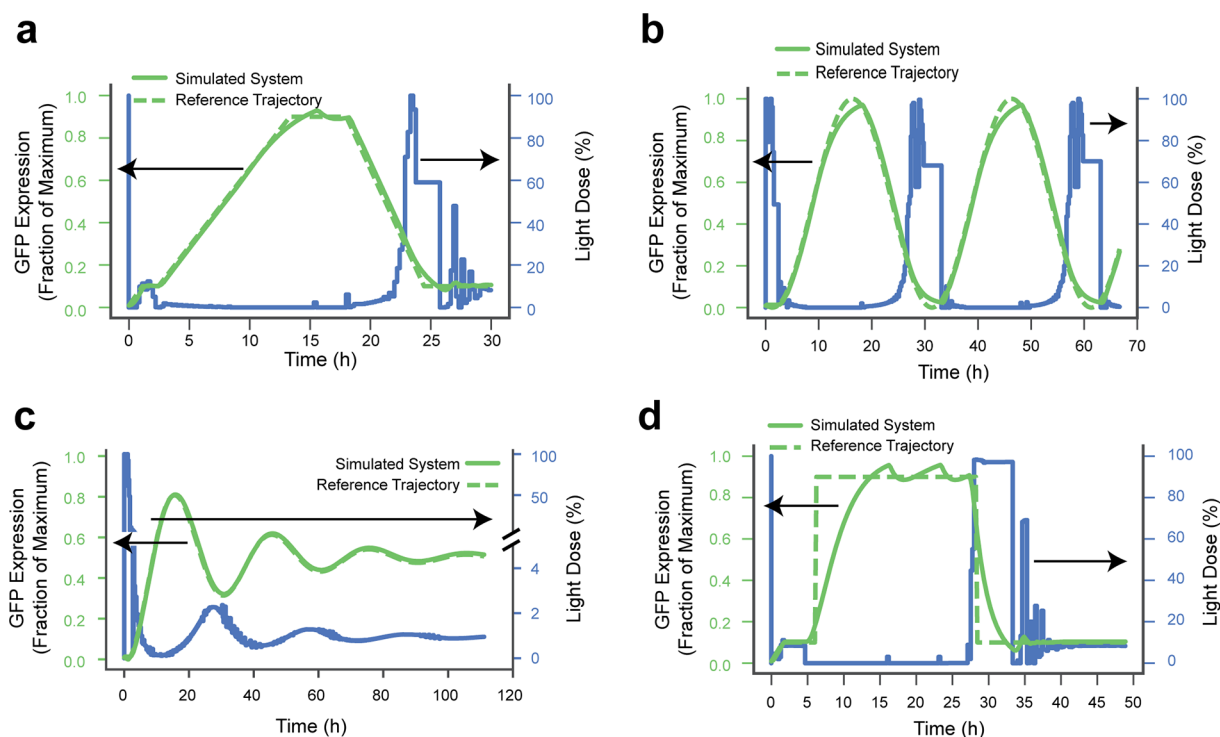 a
Simulated System
Reference Trajectory
GFP Expression
(Fraction of Maximum)
1.0
0.8
0.6
0.4
0.2
0.0
100
80
60
40
20
0
Light Dose (%)
0 5 10 15 20 25 30
Time (h)
b
Simulated System
Reference Trajectory
GFP Expression
(Fraction of Maximum)
1.0
0.8
0.6
0.4
0.2
0.0
100
80
60
40
20
0
Light Dose (%)
0 10 20 30 40 50 60 70
Time (h)
c
Simulated System
Reference Trajectory
GFP Expression
(Fraction of Maximum)
1.0
0.8
0.6
0.4
0.2
0.0
100
50
4
2
0
Light Dose (%)
0 20 40 60 80 100 120
Time (h)
d
Simulated System
Reference Trajectory
GFP Expression
(Fraction of Maximum)
1.0
0.8
0.6
0.4
0.2
0.0
100
80
60
40
20
0
Light Dose (%)
0 5 10 15 20 25 30 35 40 45 50
Time (h)